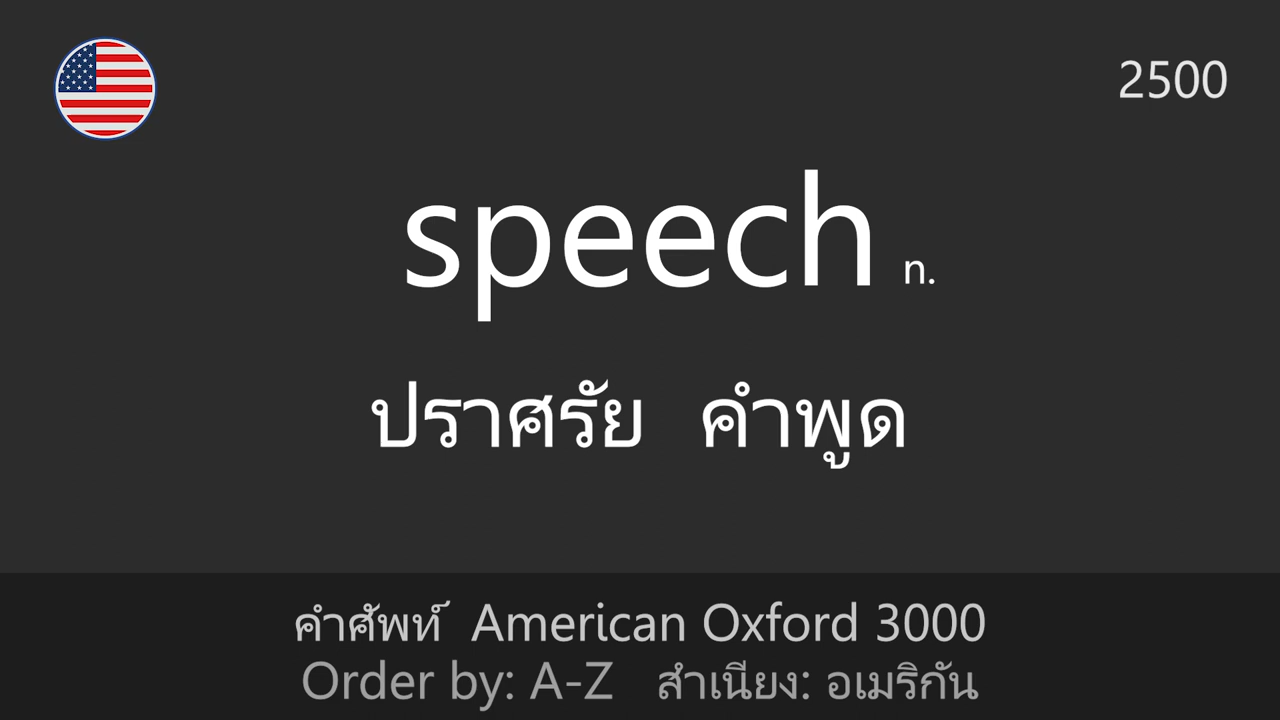 2500
speech n.
ปราศรัย คำพูด
คำศัพท์ American Oxford 3000
Order by: A-Z สำเนียง: อเมริกัน